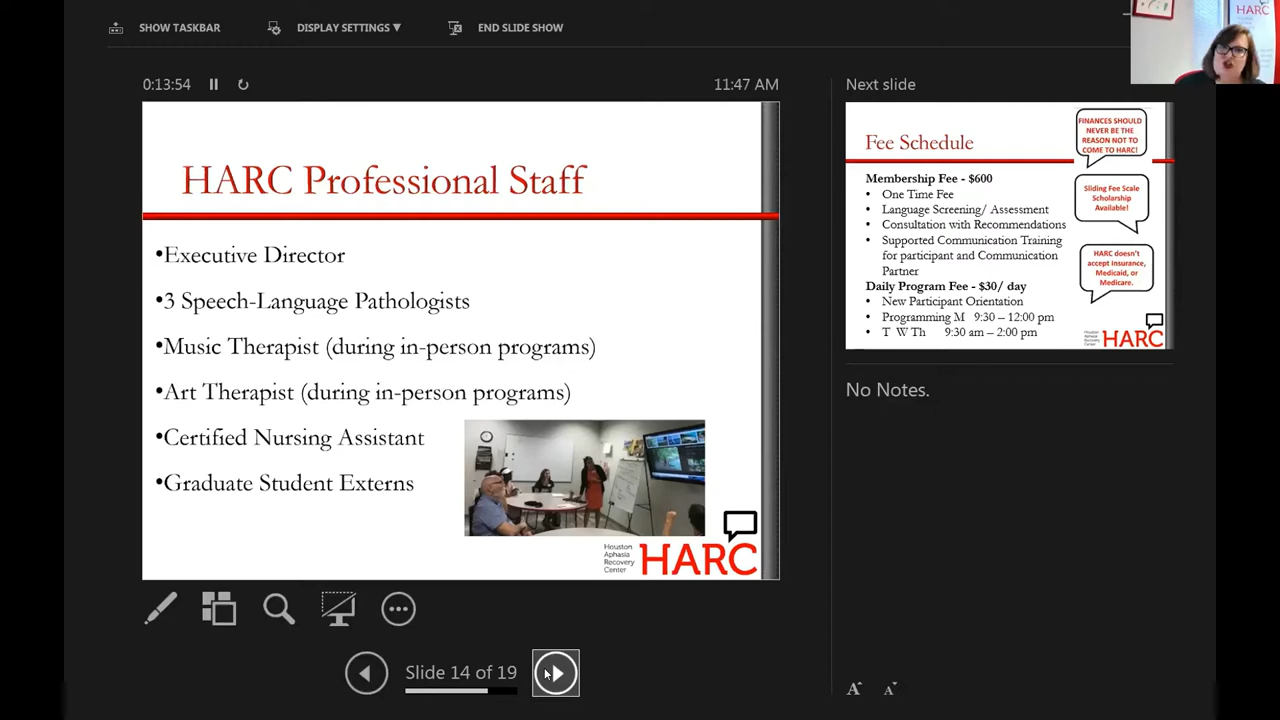 SHOW TASKBAR
DISPLAY SETTINGS ▼
END SLIDE SHOW
HARC
0:13:54
11:47 AM
Next slide
HARC Professional Staff
•Executive Director
•3 Speech-Language Pathologists
•Music Therapist (during in-person programs)
•Art Therapist (during in-person programs)
•Certified Nursing Assistant
•Graduate Student Externs
Houston
Aphasia
Recovery
Center
HARC
Fee Schedule
FINANCES SHOULD
NEVER BE THE
REASON NOT TO
COME TO HARC!
Membership Fee - $600
• One Time Fee
• Language Screening/ Assessment
• Consultation with Recommendations
• Supported Communication Training
for participant and Communication
Partner
Sliding Fee Scale
Scholarship
Available!
HARC doesn't
accept insurance,
Medicaid, or
Medicare.
Daily Program Fee - $30/ day
• New Participant Orientation
• Programming M 9:30 – 12:00 pm
• T W Th 9:30 am – 2:00 pm
HARC
No Notes.
Slide 14 of 19
A
A